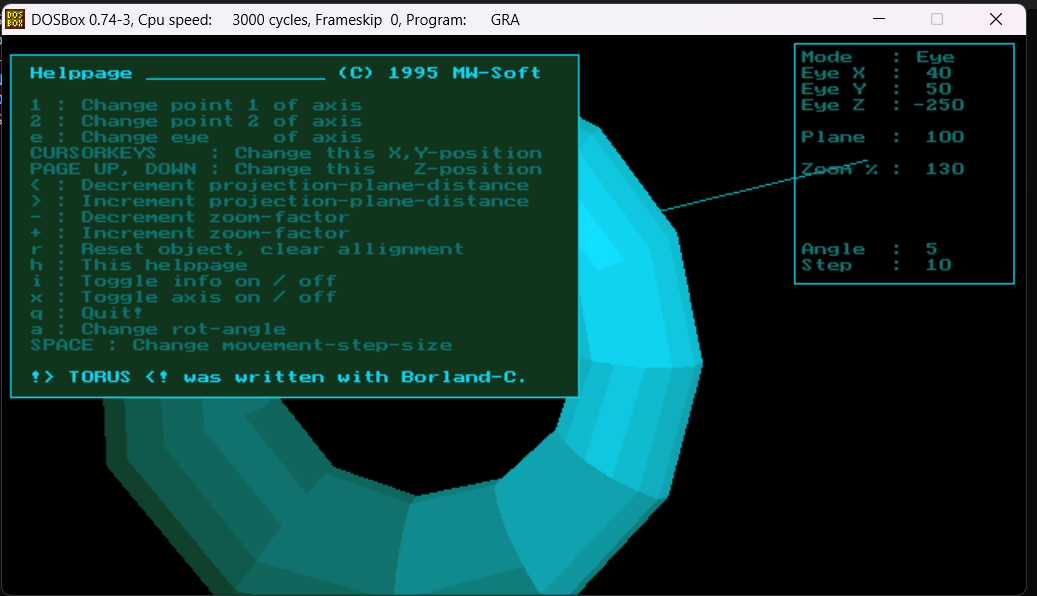 DOSBox 0.74-3, Cpu speed: 3000 cycles, Frameskip 0, Program: GRA
Helppage ______________ (C) 1995 MW-Soft
1 : Change point 1 of axis
2 : Change point 2 of axis
e : Change eye of axis
CURSORKEYS : Change this X,Y-position
PAGE UP, DOWN : Change this Z-position
< : Decrement projection-plane-distance
> : Increment projection-plane-distance
- : Decrement zoom-factor
+ : Increment zoom-factor
r : Reset object, clear allignment
h : This helppage
i : Toggle info on / off
x : Toggle axis on / off
q : Quit!
a : Change rot-angle
SPACE : Change movement-step-size
!> TORUS <! was written with Borland-C.
Mode : Eye
Eye X : 40
Eye Y : 50
Eye Z : -250
Plane : 100
Zoom % : 130
Angle : 5
Step : 10